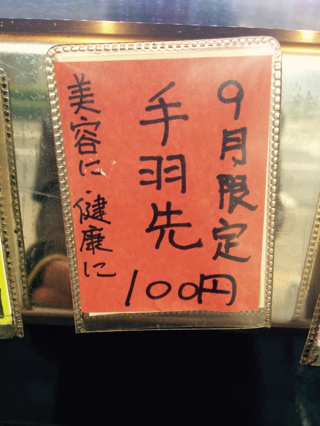 9月限定
手羽先
100円
美容に・健康に